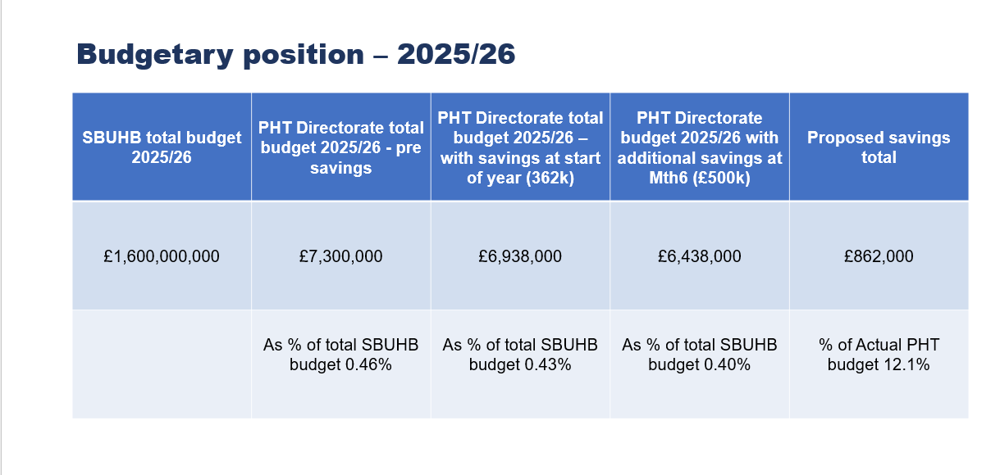 Budgetary position – 2025/26
SBUHB total budget
2025/26
PHT Directorate total
budget 2025/26 - pre
savings
PHT Directorate total
budget 2025/26 –
with savings at start
of year (362k)
PHT Directorate
budget 2025/26 with
additional savings at
Mth6 (£500k)
Proposed savings
total
£1,600,000,000
£7,300,000
£6,938,000
£6,438,000
£862,000
As % of total SBUHB
budget 0.46%
As % of total SBUHB
budget 0.43%
As % of total SBUHB
budget 0.40%
% of Actual PHT
budget 12.1%